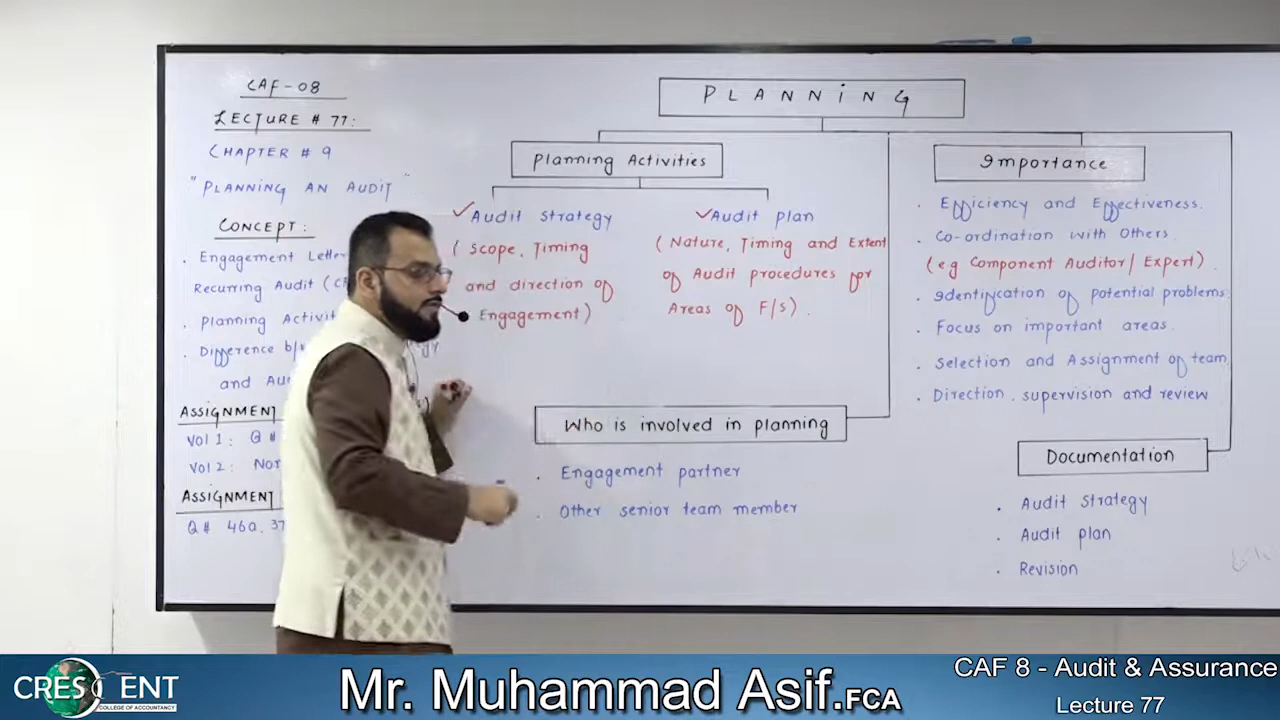 CAF-08
LECTURE # 77:
CHAPTER # 9
"PLANNING AN AUDIT"
CONCEPT:
. Engagement
Recurring Audit
. Planning
. Difference
and
ASSIGNMENT
Vol 1: Q #
Vol 2:
ASSIGNMENT
Q# 46a, 37
PLANNiNG
Planning Activities
✓Audit strategy
(Scope, Timing
and direction of
Engagement)
✓Audit plan
(Nature, Timing and Extent
of Audit procedures for
Areas of F/S).
Who is involved in planning
. Engagement partner
. Other senior team member
Importance
. Efficiency and Effectiveness.
. Co-ordination with Others
(eg Component Auditor/Expert).
. Identification of potential problems.
. Focus on important areas.
. Selection and Assignment of team
. Direction, supervision and review
Documentation
. Audit strategy
. Audit plan
. Revision
CRESCENT
COLLEGE OF ACCOUNTANCY
Mr. Muhammad Asif.FCA
CAF 8 - Audit & Assurance
Lecture 77